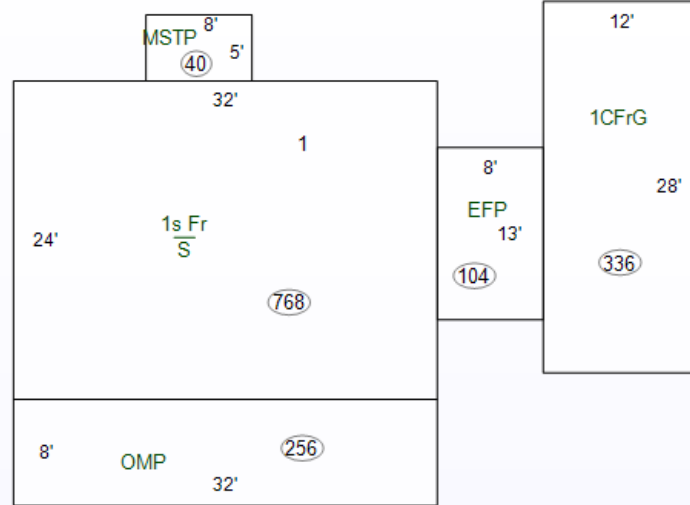 MSTP 8'
5'
40
32'
1
24'
1s Fr
S
768
8'
OMP
256
32'
8'
EFP
13'
104
12'
1CFrG
28'
336